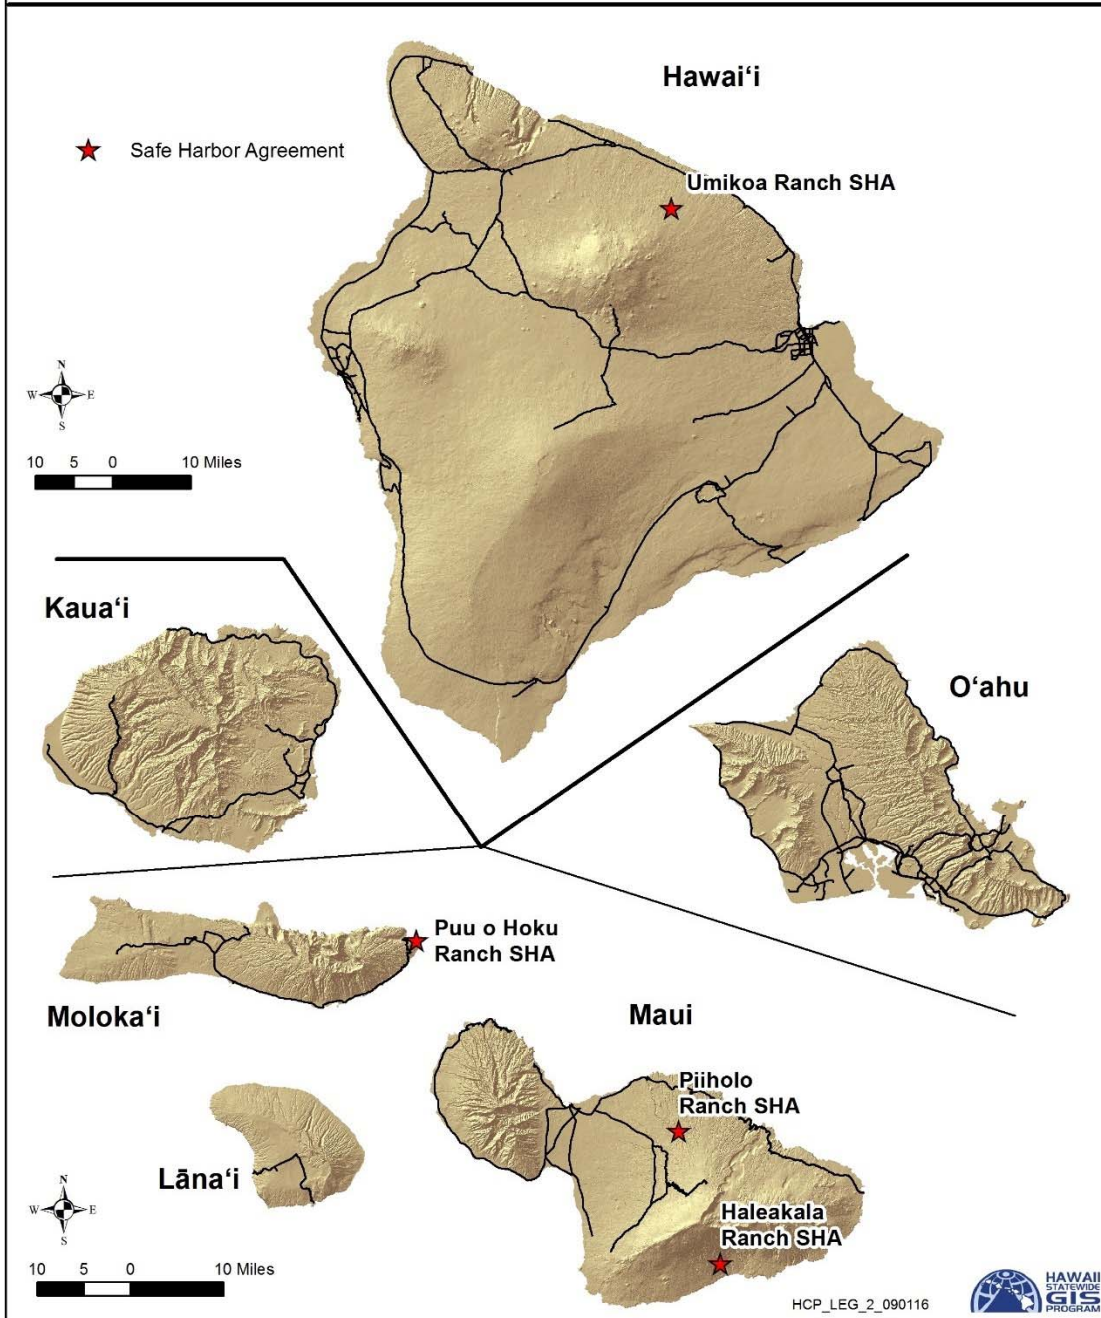 Hawai‘i
Safe Harbor Agreement
Umikoa Ranch SHA
N
W E
S
10 5 0 10 Miles
Kaua‘i
O‘ahu
Puu o Hoku
Ranch SHA
Moloka‘i
Maui
Piiholo
Ranch SHA
Lāna‘i
N
W E
S
Haleakala
Ranch SHA
10 5 0 10 Miles
HCP_LEG_2_090116
HAWAII
STATEWIDE
GIS
PROGRAM